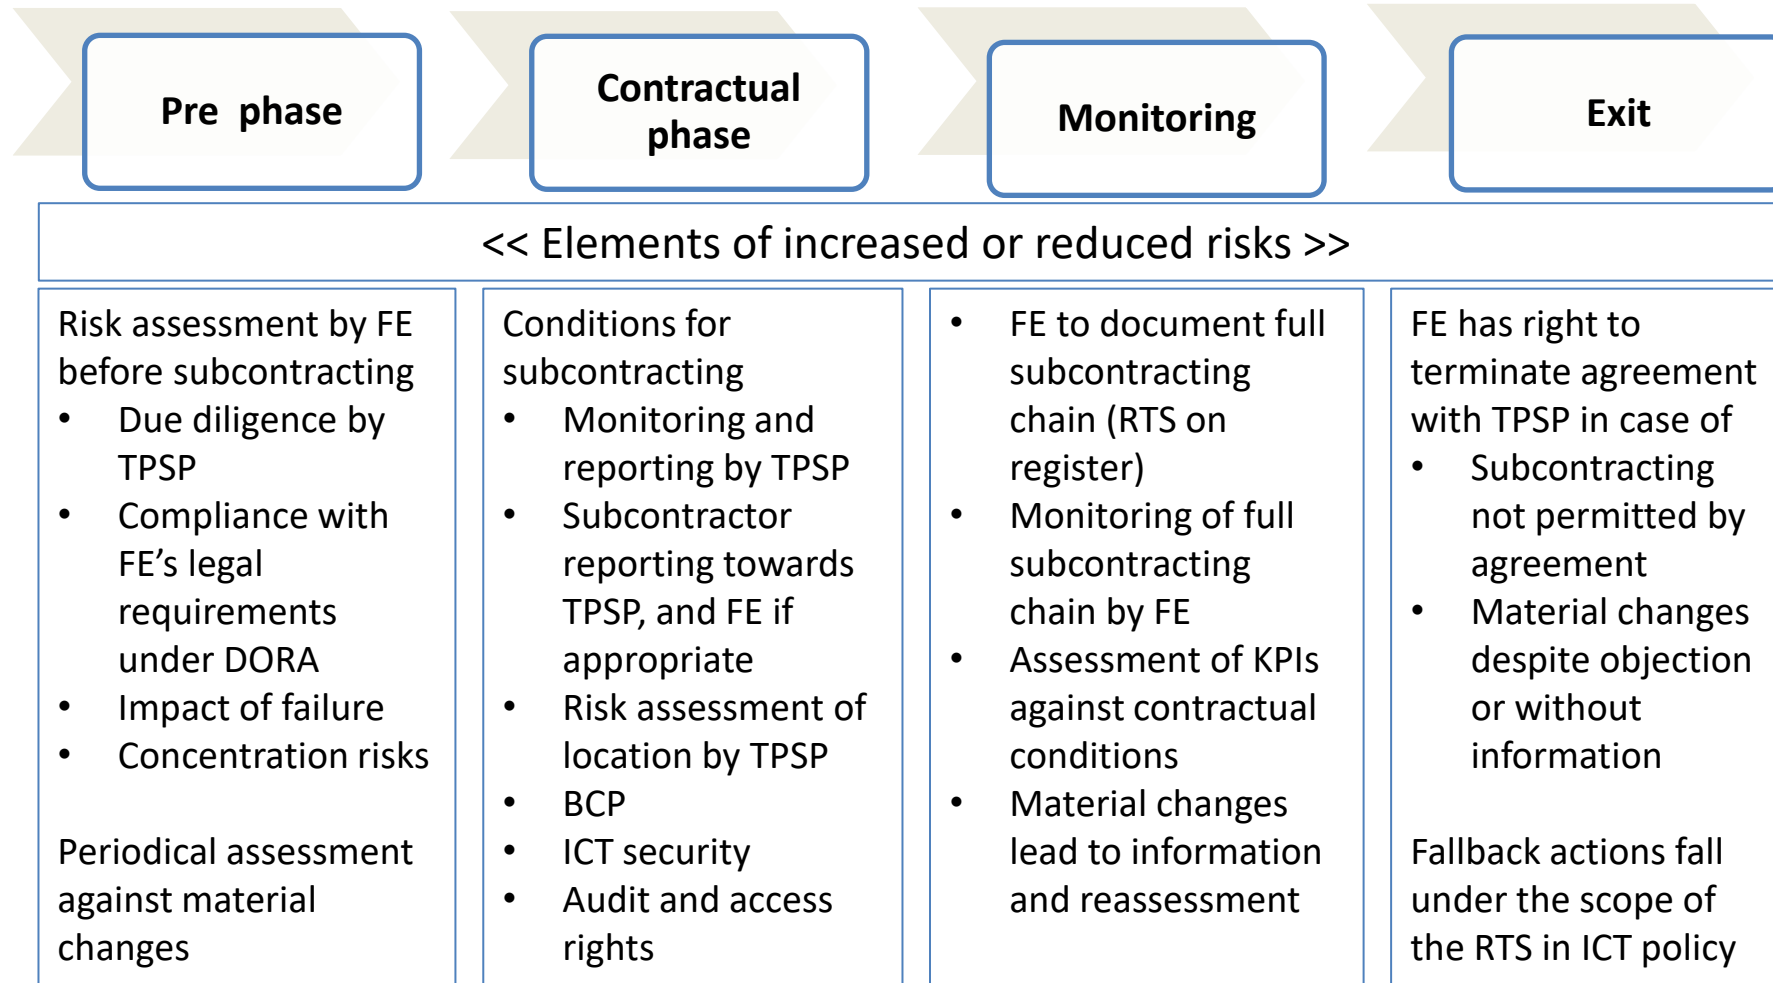 Pre phase
Contractual
phase
Monitoring
Exit
<< Elements of increased or reduced risks >>
Risk assessment by FE
before subcontracting
• Due diligence by
TPSP
• Compliance with
FE’s legal
requirements
under DORA
• Impact of failure
• Concentration risks
Periodical assessment
against material
changes
Conditions for
subcontracting
• Monitoring and
reporting by TPSP
• Subcontractor
reporting towards
TPSP, and FE if
appropriate
• Risk assessment of
location by TPSP
• BCP
• ICT security
• Audit and access
rights
• FE to document full
subcontracting
chain (RTS on
register)
• Monitoring of full
subcontracting
chain by FE
• Assessment of KPIs
against contractual
conditions
• Material changes
lead to information
and reassessment
FE has right to
terminate agreement
with TPSP in case of
• Subcontracting
not permitted by
agreement
• Material changes
despite objection
or without
information
Fallback actions fall
under the scope of
the RTS in ICT policy